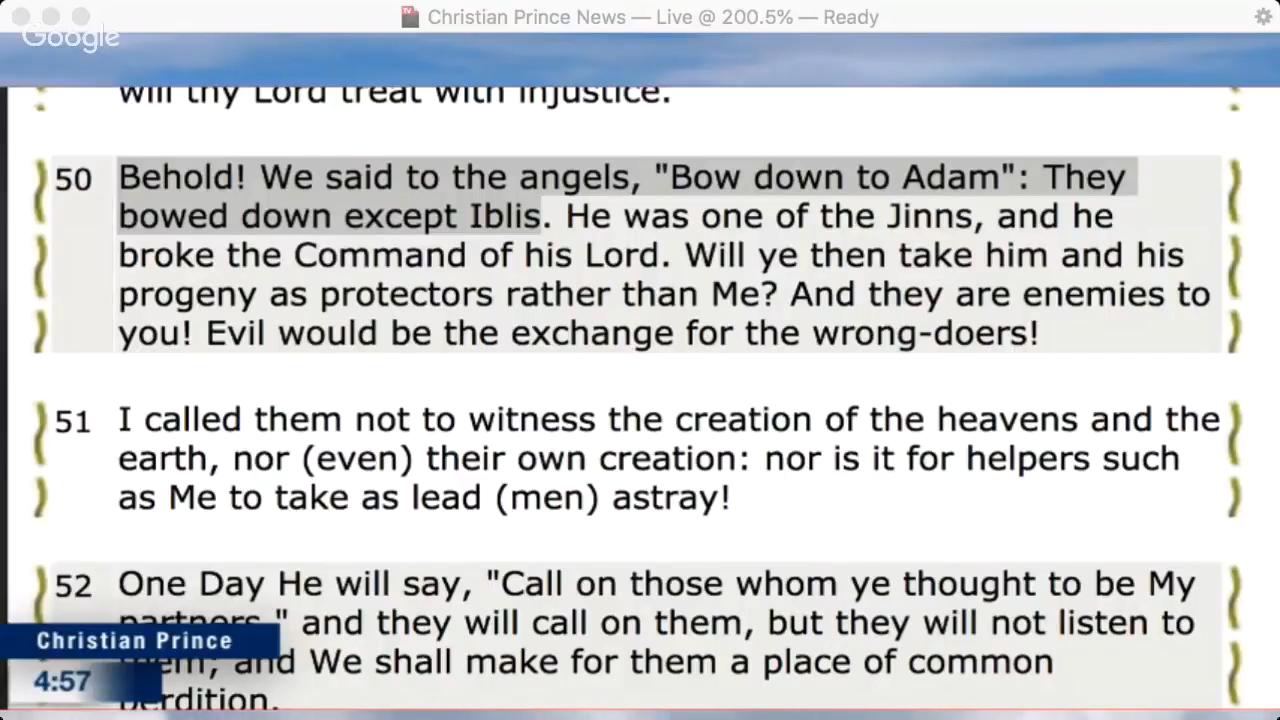 Christian Prince News — Live @ 200.5% — Ready
Google
will thy Lord treat with injustice.
50 Behold! We said to the angels, "Bow down to Adam": They
bowed down except Iblis. He was one of the Jinns, and he
broke the Command of his Lord. Will ye then take him and his
progeny as protectors rather than Me? And they are enemies to
you! Evil would be the exchange for the wrong-doers!
51 I called them not to witness the creation of the heavens and the
earth, nor (even) their own creation: nor is it for helpers such
as Me to take as lead (men) astray!
52 One Day He will say, "Call on those whom ye thought to be My
partners," and they will call on them, but they will not listen to
them; and We shall make for them a place of common
perdition.
Christian Prince
4:57